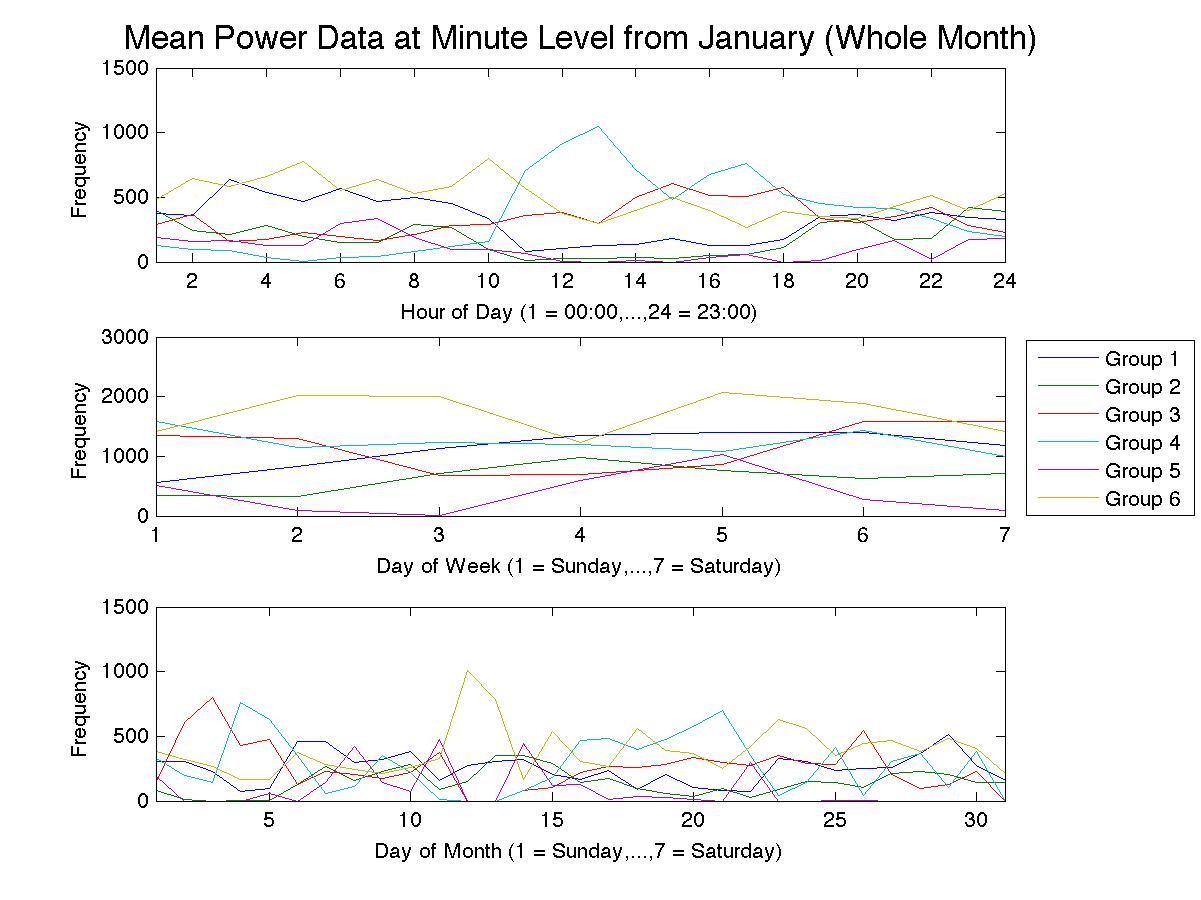 Mean Power Data at Minute Level from January (Whole Month)
1500
1000
500
0
Frequency
2 4 6 8 10 12 14 16 18 20 22 24
Hour of Day (1 = 00:00,...,24 = 23:00)
3000
2000
1000
0
Frequency
1 2 3 4 5 6 7
Day of Week (1 = Sunday,...,7 = Saturday)
Group 1
Group 2
Group 3
Group 4
Group 5
Group 6
1500
1000
500
0
Frequency
5 10 15 20 25 30
Day of Month (1 = Sunday,...,7 = Saturday)